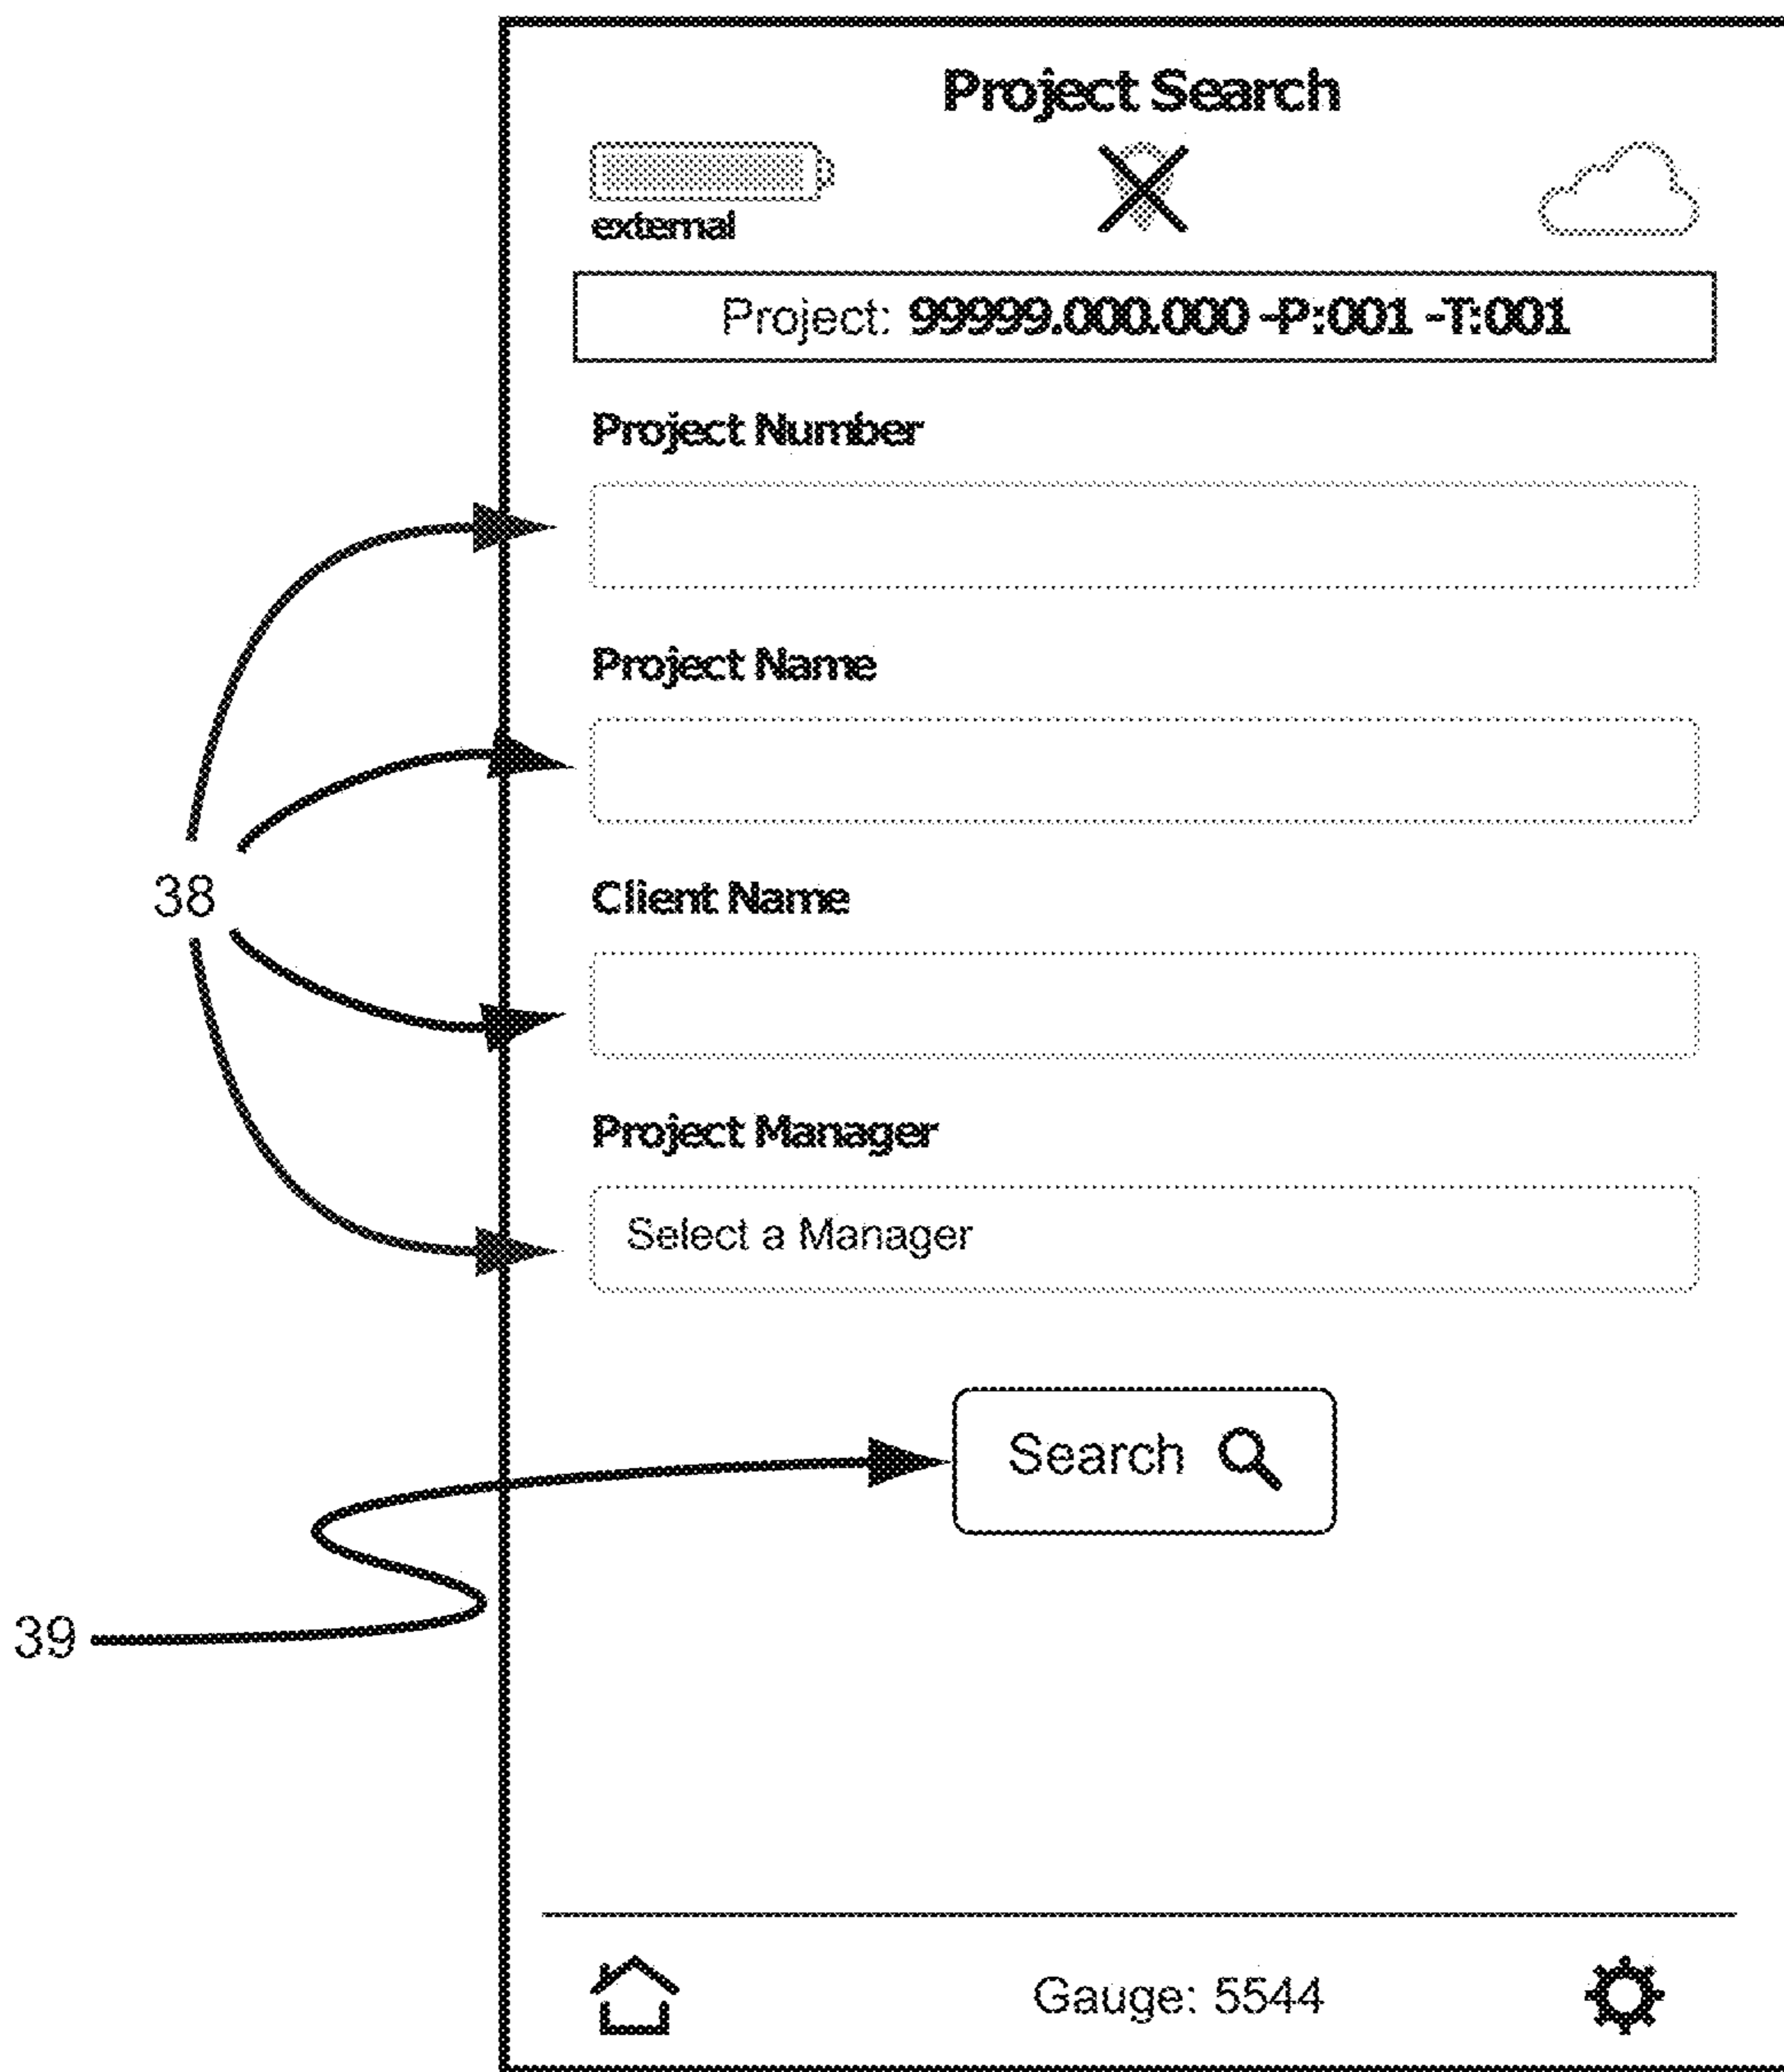 Project Search
external
Project: 99999.000.000 -P:001 -T:001
Project Number
Project Name
38
Client Name
Project Manager
Select a Manager
Search
39
Gauge: 5544